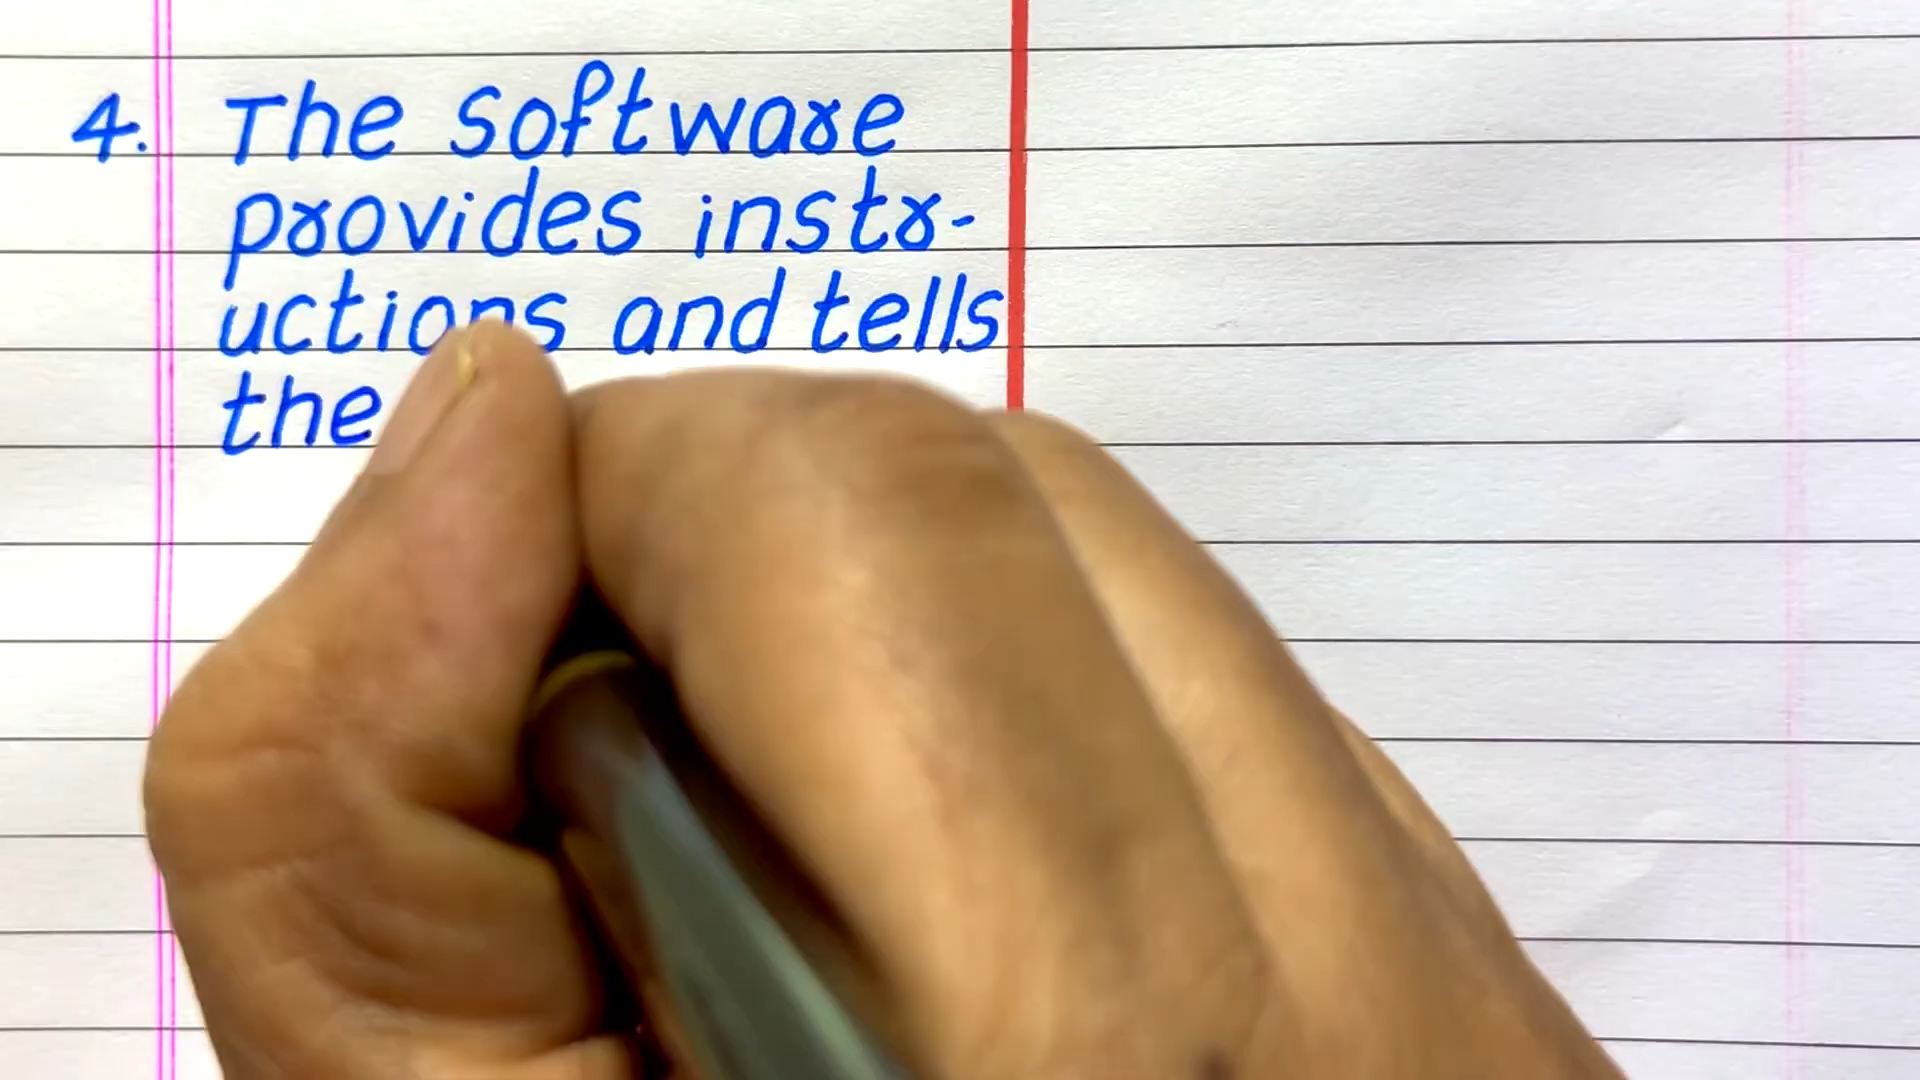 4. The software
provides instr-
uctions and tells
the